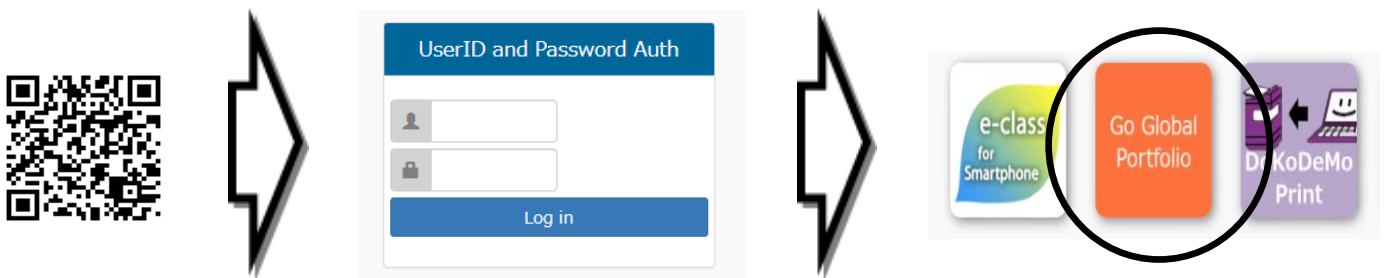 UserID and Password Auth
Log in
e-class
for
Smartphone
Go Global
Portfolio
DoKoDeMo
Print